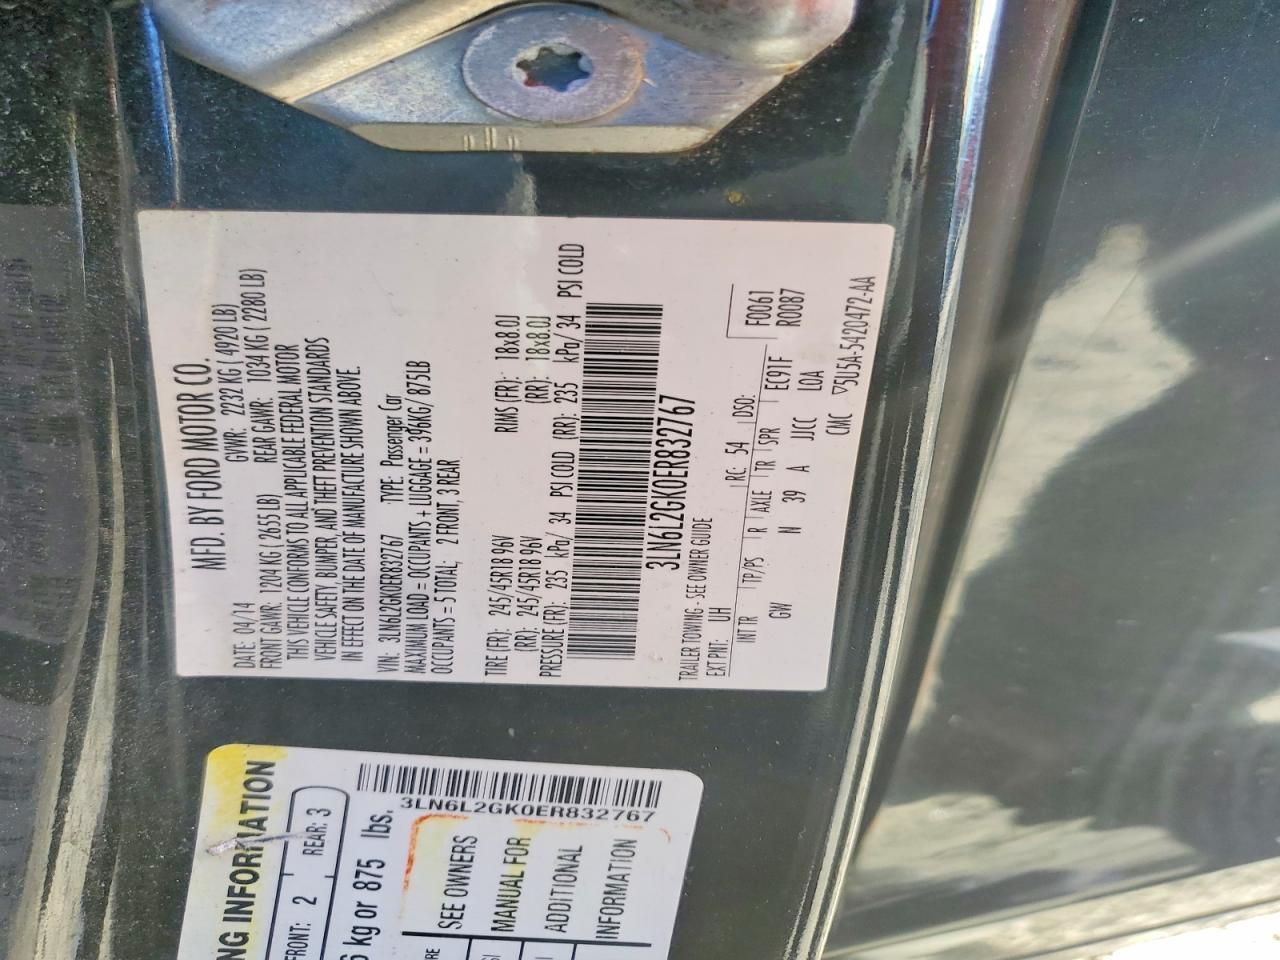 MFD. BY FORD MOTOR CO.
DATE: 04/14 GVWR: 2232 KG ( 4920 LB)
FRONT GAWR: 1204 KG ( 2655 LB) REAR GAWR: 1034 KG ( 2280 LB)
THIS VEHICLE CONFORMS TO ALL APPLICABLE FEDERAL MOTOR
VEHICLE SAFETY, BUMPER, AND THEFT PREVENTION STANDARDS
IN EFFECT ON THE DATE OF MANUFACTURE SHOWN ABOVE.
VIN: 3LN6L2GK0ER832767 TYPE: Passenger Car
MAXIMUM LOAD = OCCUPANTS + LUGGAGE = 396KG/ 875LB
OCCUPANTS = 5 TOTAL; 2 FRONT, 3 REAR
TIRE (FR): 245/45R18 96V RIMS (FR): 18x8.0J
(RR): 245/45R18 96V (RR): 18x8.0J
PRESSURE (FR): 235 kPa/ 34 PSI COLD (RR): 235 kPa/ 34 PSI COLD
3LN6L2GK0ER832767
TRAILER TOWING - SEE OWNER GUIDE
EXT PNT: UH RC: 54 DSO: F0061
R0087
INT TR TP/PS R AXLE TR SPR EC91F
GW N 39 A JJCC LOA
CMC ▽5U5A-5420472-AA
NG INFORMATION
FRONT: 2 REAR: 3
6 kg or 875 lbs.
3LN6L2GK0ER832767
RE SEE OWNERS
MANUAL FOR
ADDITIONAL
INFORMATION